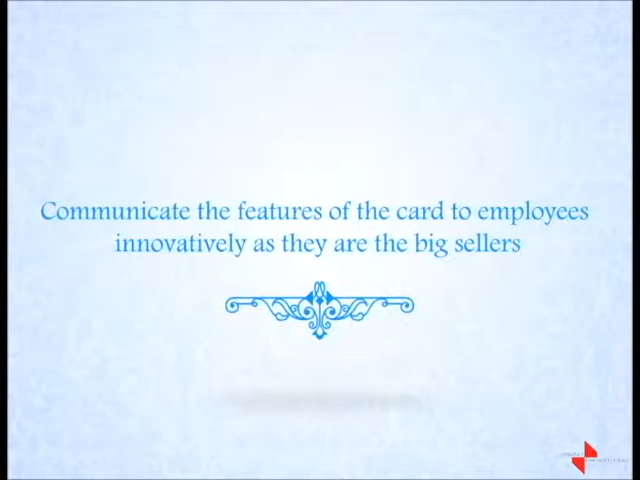 Communicate the features of the card to employees
innovatively as they are the big sellers